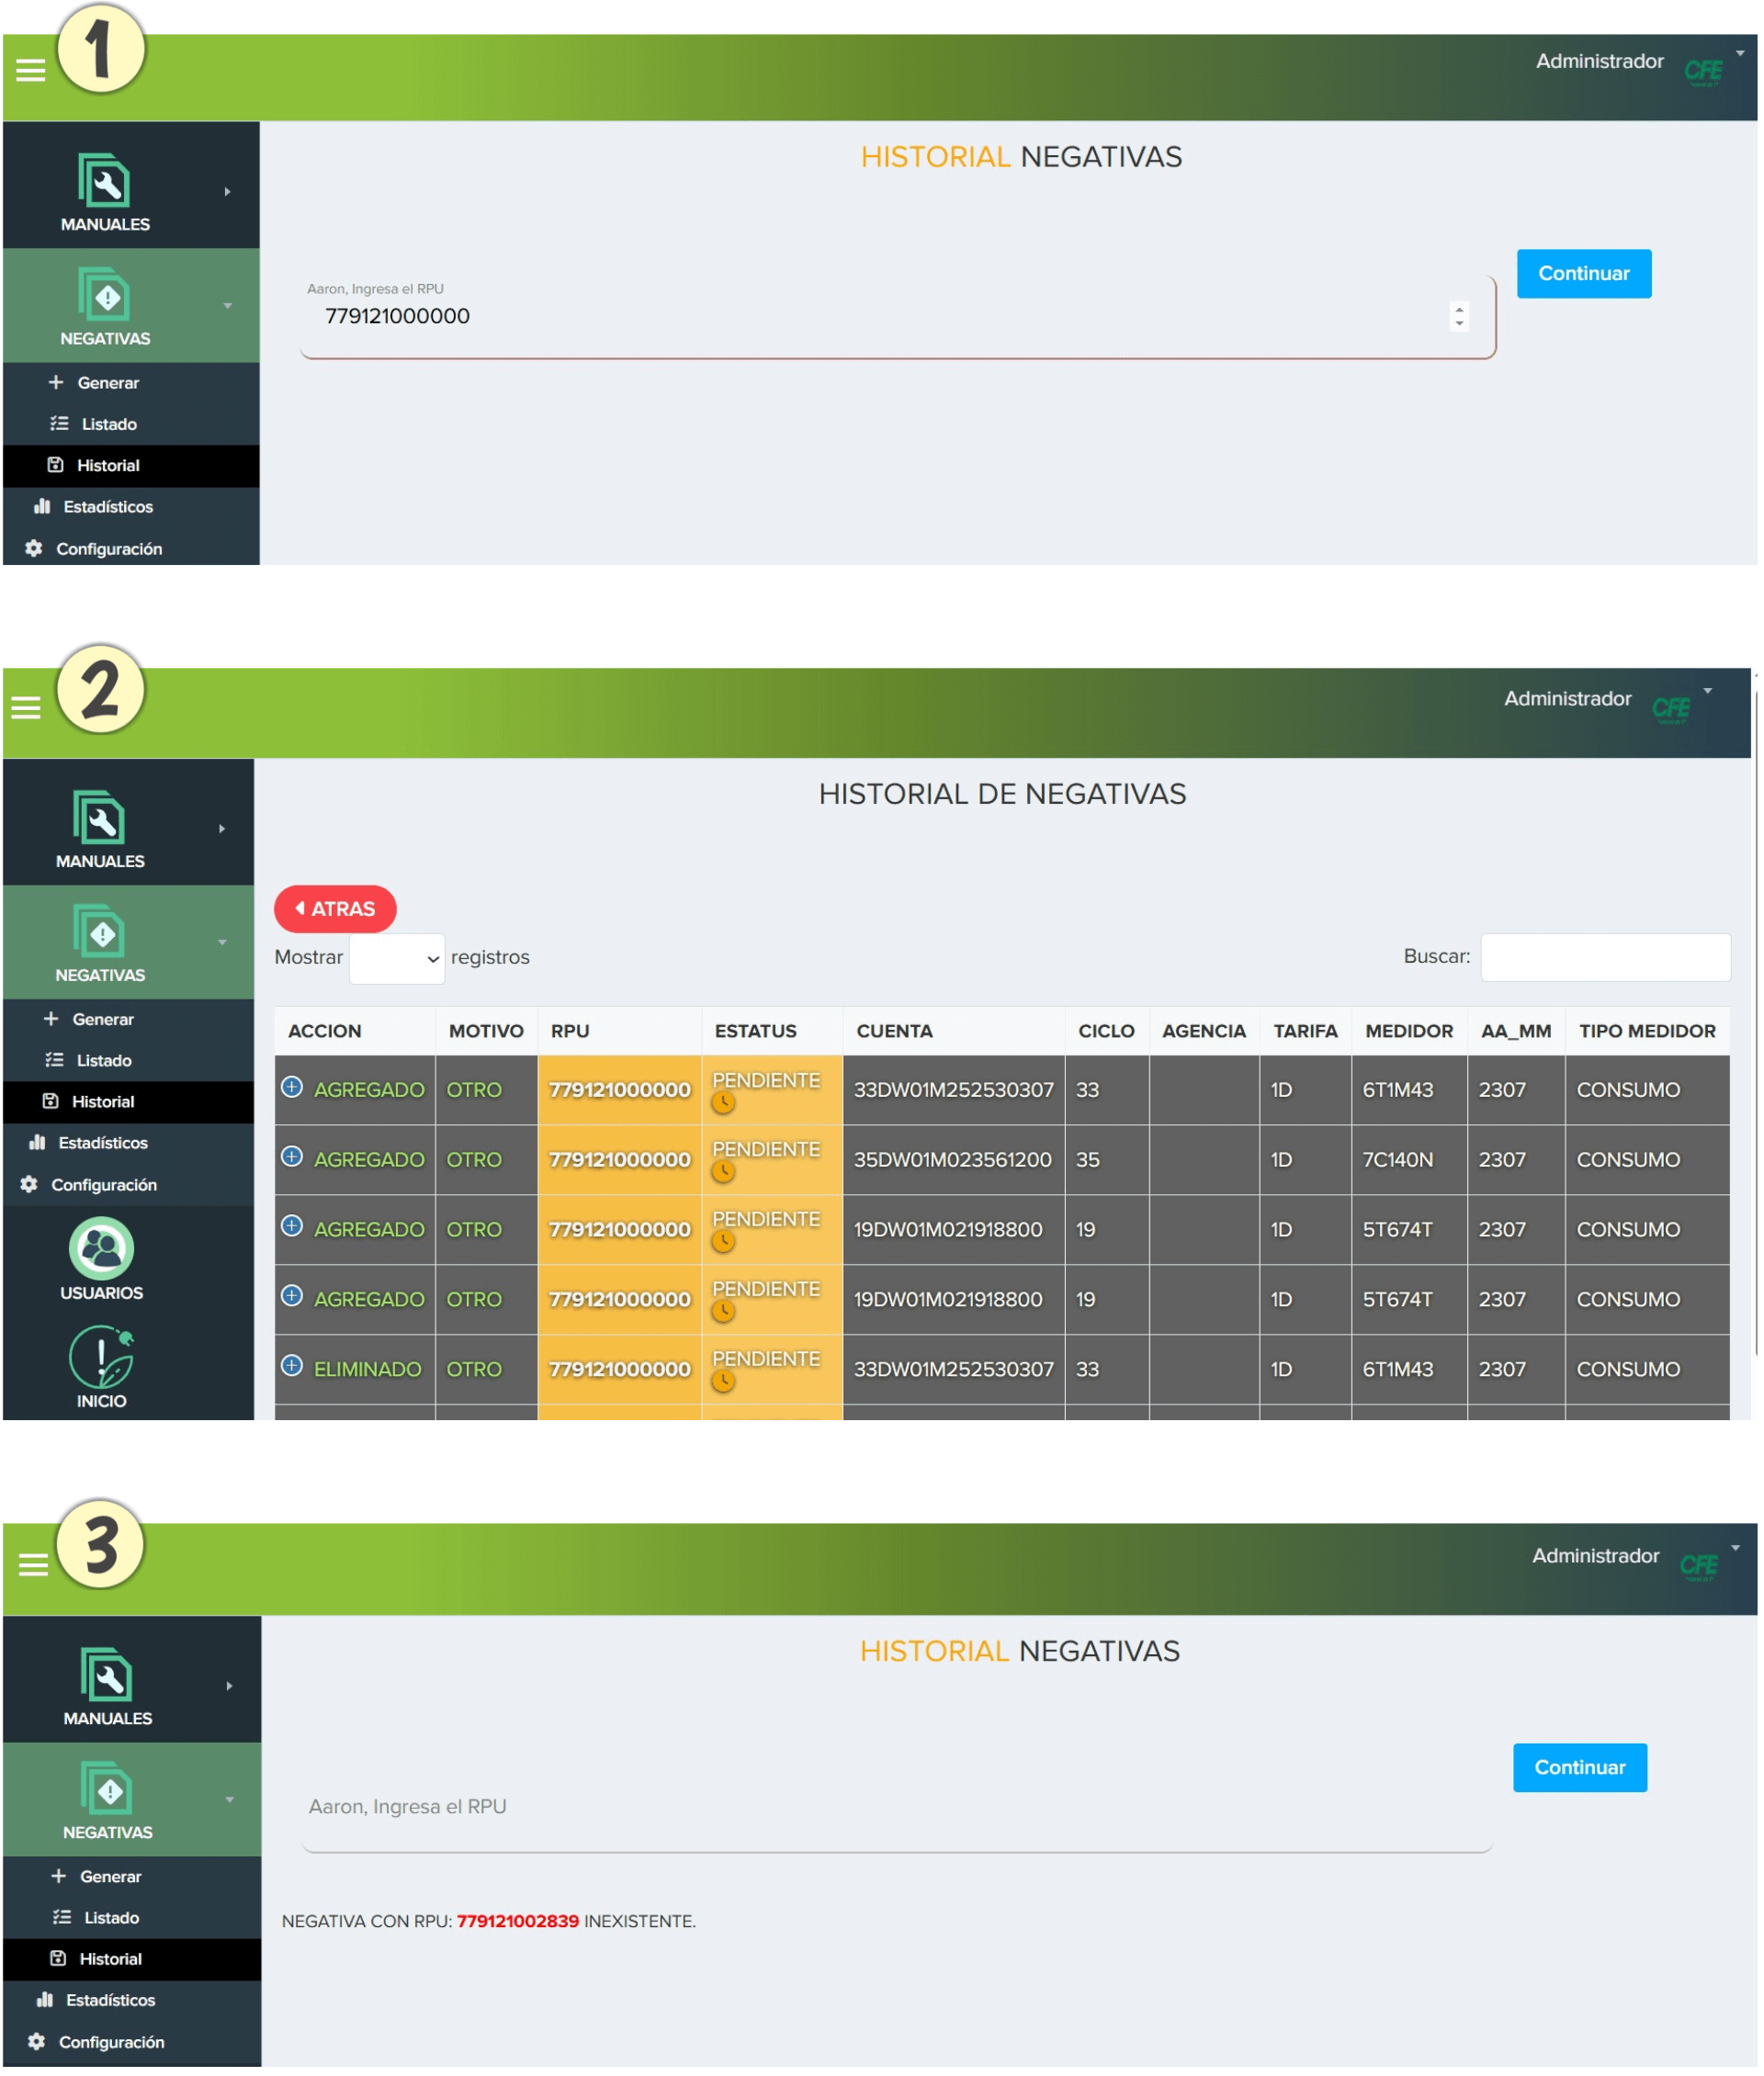 1
Administrador CFE
MANUALES
HISTORIAL NEGATIVAS
NEGATIVAS
Aaron, Ingresa el RPU
779121000000
Continuar
+ Generar
Listado
Historial
Estadísticos
Configuración
2
Administrador CFE
MANUALES
HISTORIAL DE NEGATIVAS
NEGATIVAS
ATRAS
Mostrar registros Buscar:
+ Generar
Listado
Historial
Estadísticos
Configuración
USUARIOS
INICIO
ACCION MOTIVO RPU ESTATUS CUENTA CICLO AGENCIA TARIFA MEDIDOR AA_MM TIPO MEDIDOR
AGREGADO OTRO 779121000000 PENDIENTE 33DW01M252530307 33 1D 6T1M43 2307 CONSUMO
AGREGADO OTRO 779121000000 PENDIENTE 35DW01M023561200 35 1D 7C140N 2307 CONSUMO
AGREGADO OTRO 779121000000 PENDIENTE 19DW01M021918800 19 1D 5T674T 2307 CONSUMO
AGREGADO OTRO 779121000000 PENDIENTE 19DW01M021918800 19 1D 5T674T 2307 CONSUMO
ELIMINADO OTRO 779121000000 PENDIENTE 33DW01M252530307 33 1D 6T1M43 2307 CONSUMO
3
Administrador CFE
MANUALES
HISTORIAL NEGATIVAS
NEGATIVAS
Aaron, Ingresa el RPU
Continuar
+ Generar
Listado
Historial
Estadísticos
Configuración
NEGATIVA CON RPU: 779121002839 INEXISTENTE.